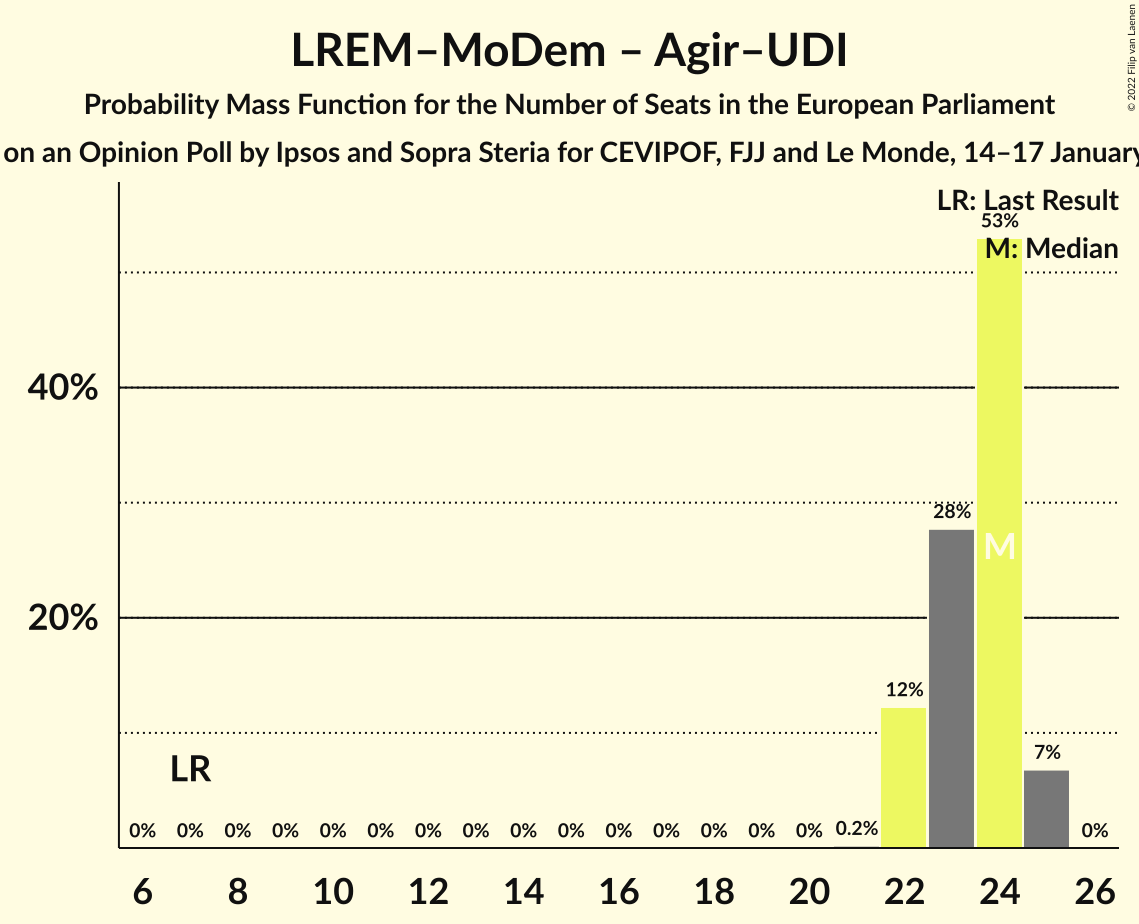 LREM–MoDem – Agir–UDI
Probability Mass Function for the Number of Seats in the European Parliament
on an Opinion Poll by Ipsos and Sopra Steria for CEVIPOF, FJJ and Le Monde, 14–17 January
© 2022 Filip van Laenen
LR: Last Result
53%
M: Median
40%
28%
M
20%
12%
7%
LR
0% 0% 0% 0% 0% 0% 0% 0% 0% 0% 0% 0% 0% 0% 0% 0.2% 0%
6 8 10 12 14 16 18 20 22 24 26